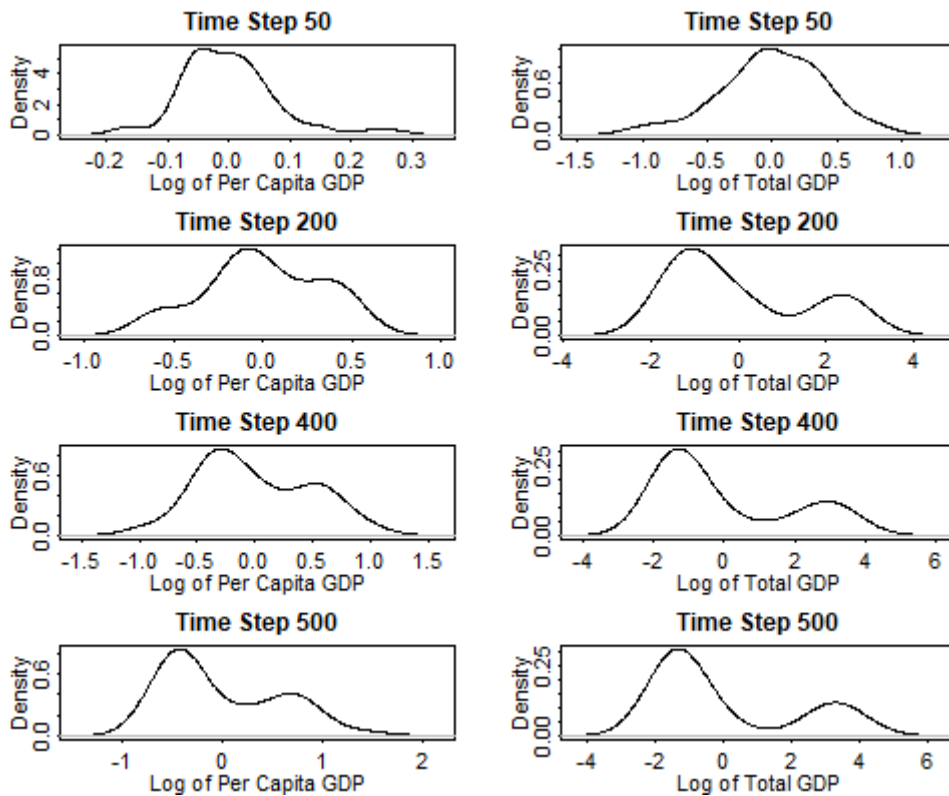 Time Step 50
Density
0 2 4
-0.2 -0.1 0.0 0.1 0.2 0.3
Log of Per Capita GDP
Time Step 50
Density
0.0 0.6
-1.5 -0.5 0.0 0.5 1.0
Log of Total GDP
Time Step 200
Density
0.0 0.8
-1.0 -0.5 0.0 0.5 1.0
Log of Per Capita GDP
Time Step 200
Density
0.00 0.25
-4 -2 0 2 4
Log of Total GDP
Time Step 400
Density
0.0 0.6
-1.5 -1.0 -0.5 0.0 0.5 1.0 1.5
Log of Per Capita GDP
Time Step 400
Density
0.00 0.25
-4 -2 0 2 4 6
Log of Total GDP
Time Step 500
Density
0.0 0.6
-1 0 1 2
Log of Per Capita GDP
Time Step 500
Density
0.00 0.25
-4 -2 0 2 4 6
Log of Total GDP